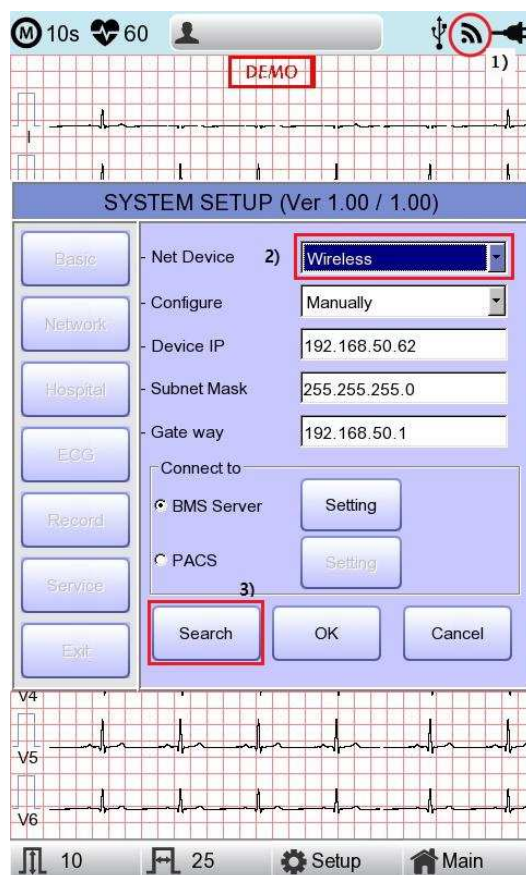 M 10s 60
1)
DEMO
I
SYSTEM SETUP (Ver 1.00 / 1.00)
Basic
Network
Hospital
ECG
Record
Service
Exit
- Net Device 2) Wireless
- Configure Manually
- Device IP 192.168.50.62
- Subnet Mask 255.255.255.0
- Gate way 192.168.50.1
Connect to
BMS Server Setting
PACS Setting
3)
Search OK Cancel
V4
V5
V6
10 25 Setup Main